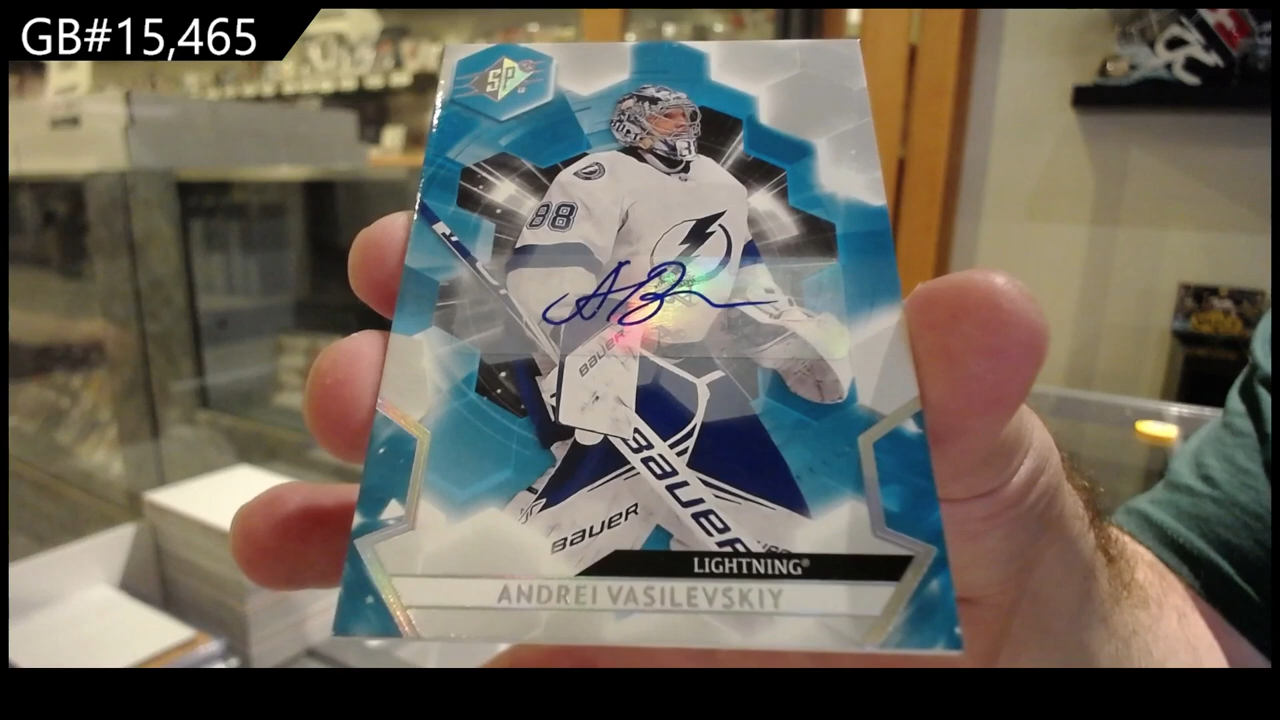 GB#15,465
SP
88
BAUER
BAUER
BAUER
LIGHTNING®
ANDREI VASILEVSKIY